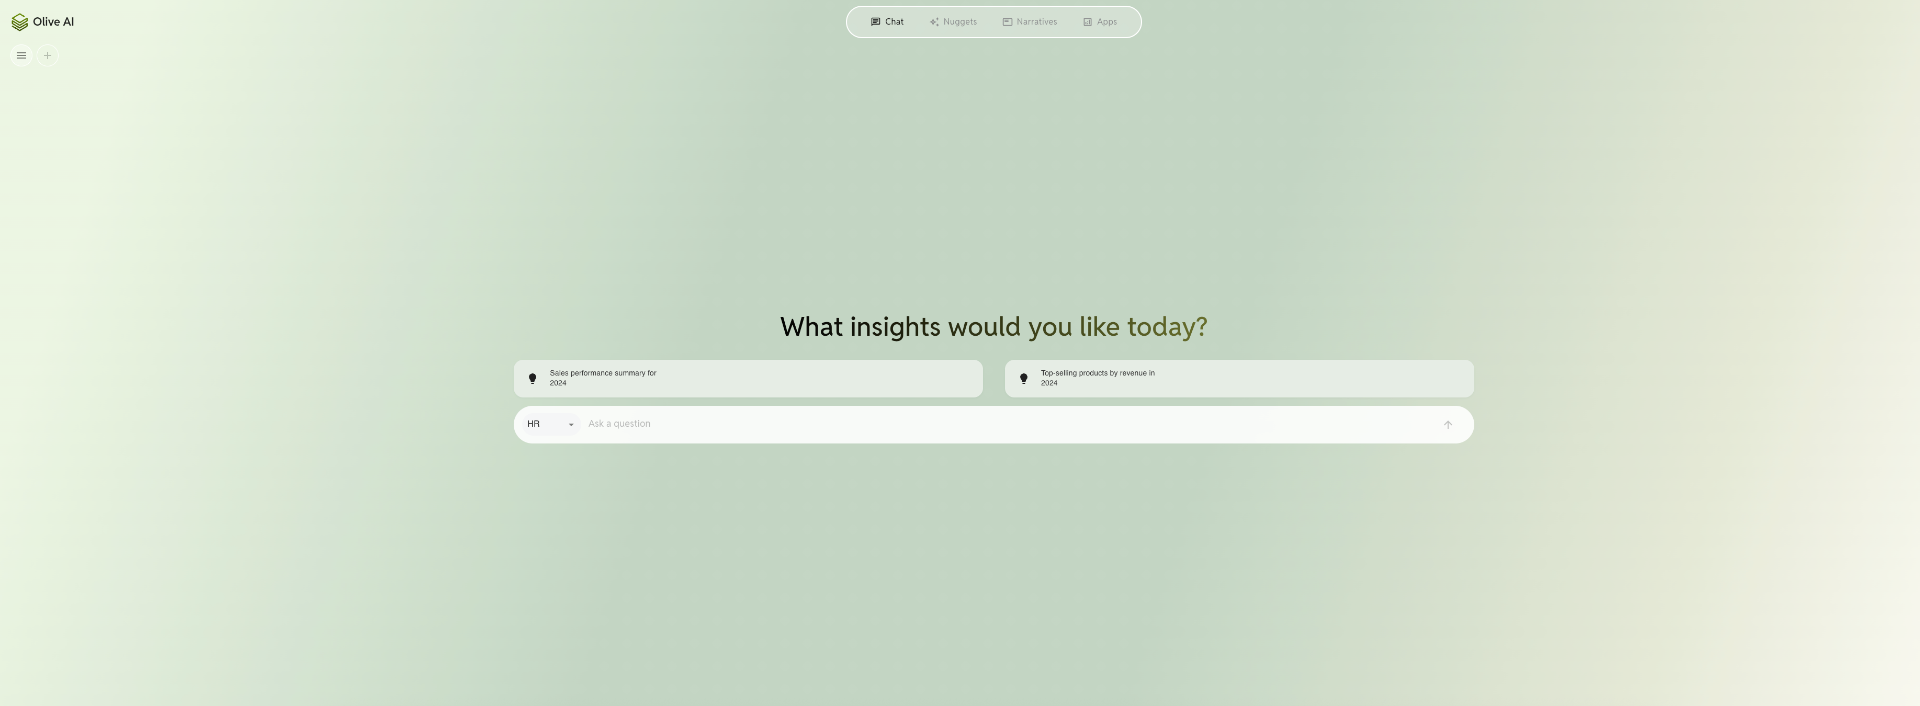 Olive AI
Chat
Nuggets
Narratives
Apps
What insights would you like today?
Sales performance summary for
2024
Top-selling products by revenue in
2024
HR
Ask a question